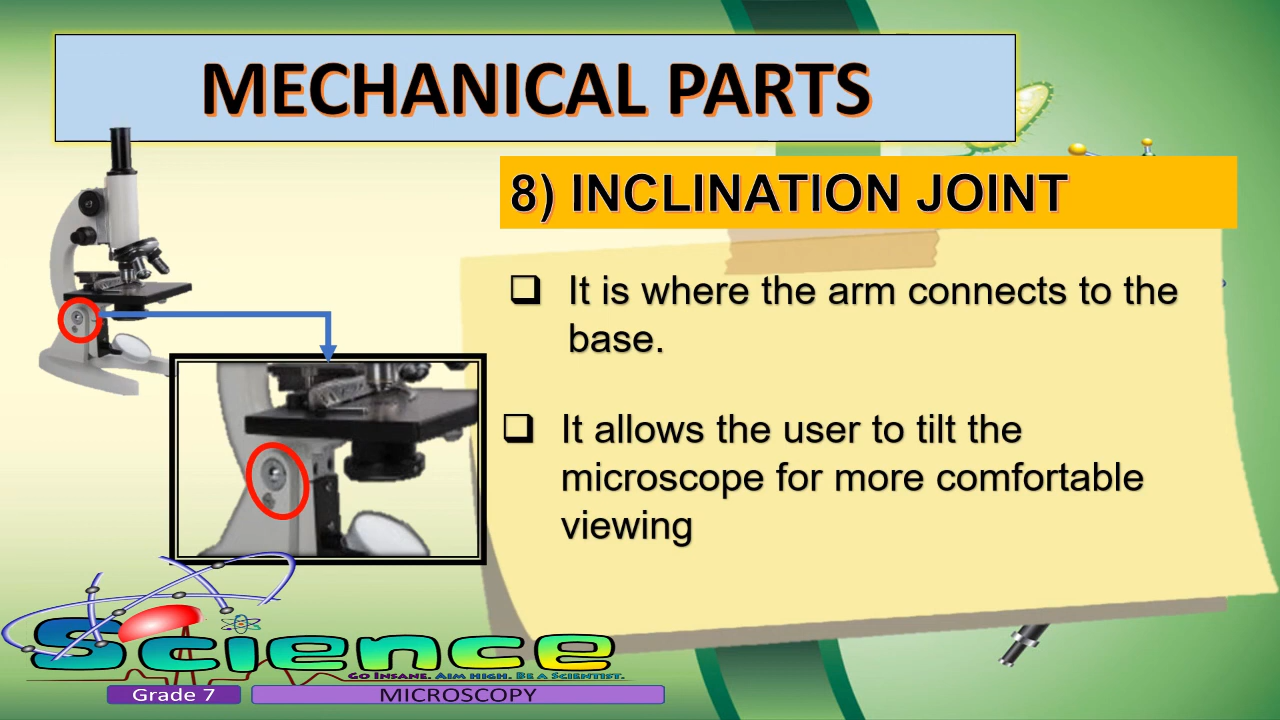 MECHANICAL PARTS
8) INCLINATION JOINT
❑ It is where the arm connects to the
base.
❑ It allows the user to tilt the
microscope for more comfortable
viewing
Science
Go Insane. Aim high. Be a Scientist.
Grade 7
MICROSCOPY